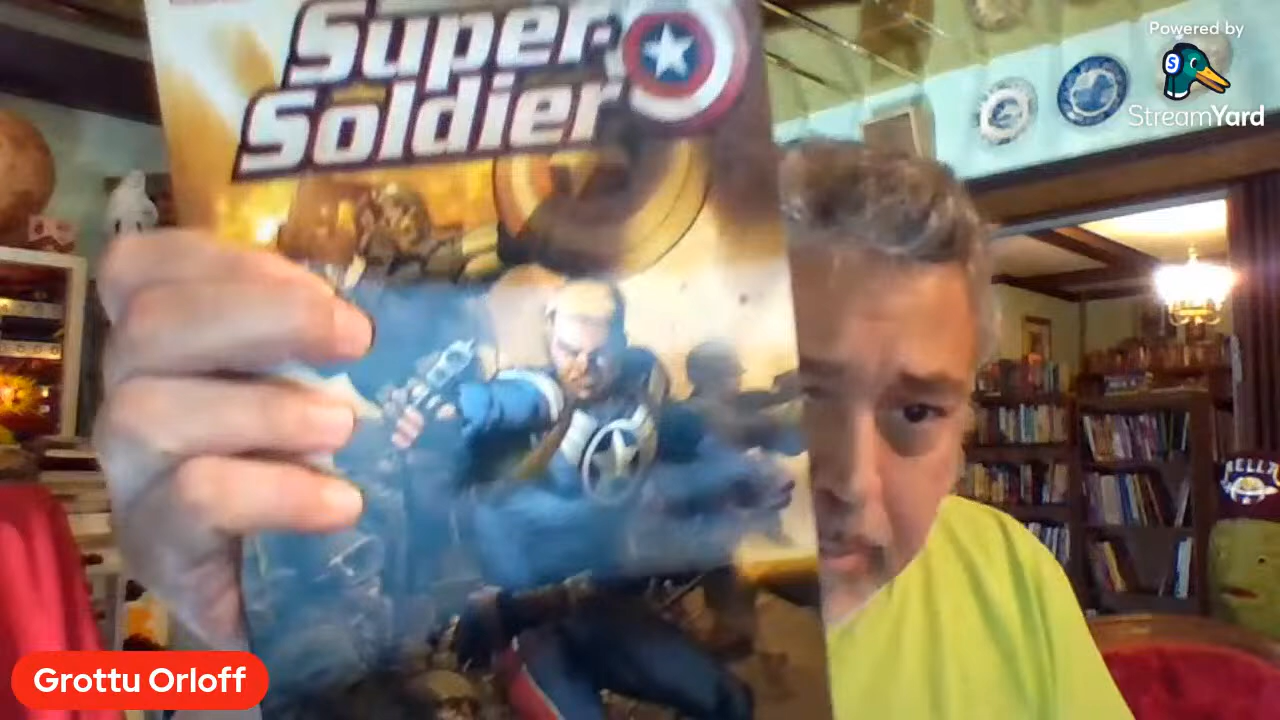 Super
Soldier
Powered by
S
StreamYard
Grottu Orloff